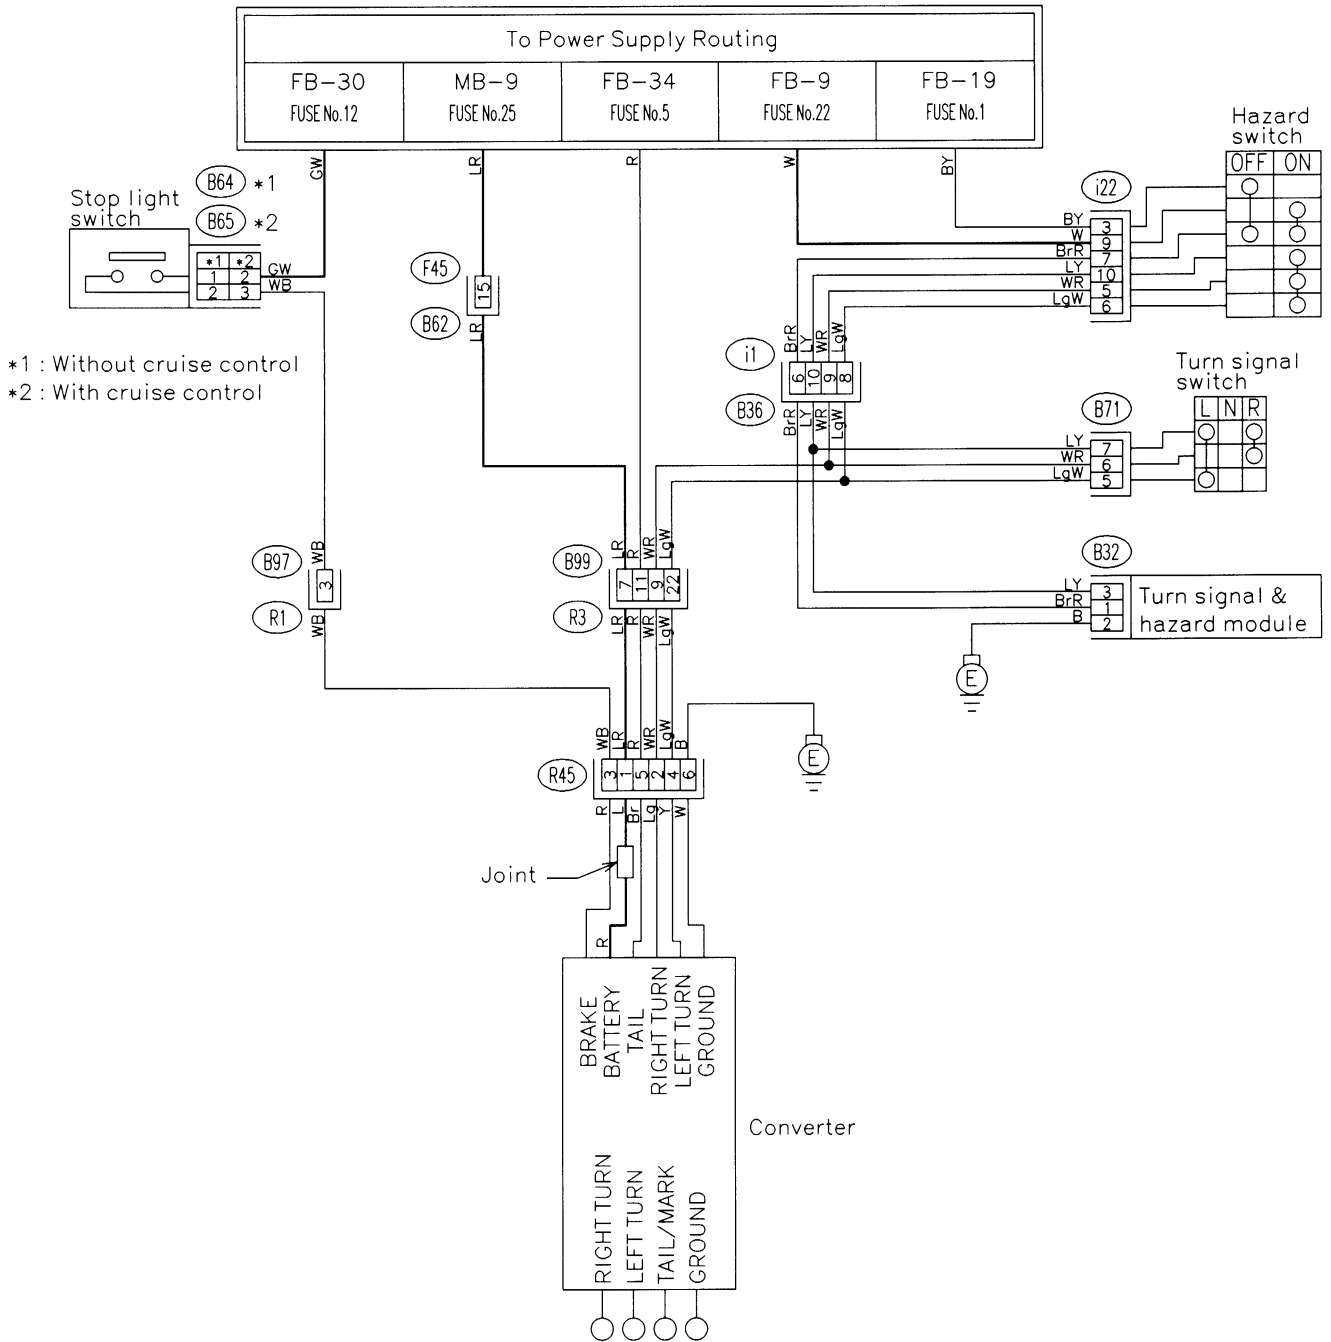 To Power Supply Routing
FB-30 MB-9 FB-34 FB-9 FB-19
FUSE No.12 FUSE No.25 FUSE No.5 FUSE No.22 FUSE No.1
GW LR R W BY
Hazard
switch
OFF ON
B64 *1
B65 *2
Stop light
switch
*1 *2
1 2
2 3
GW
WB
*1 : Without cruise control
*2 : With cruise control
F45
15
B62
LR
i22
BY 3
W 9
BrR 7
LY 10
WR 5
LgW 6
BrR LY WR LgW
i1
6 10 9 8
B36
BrR LY WR LgW
Turn signal
switch
L N R
B71
LY 7
WR 6
LgW 5
B32
LY 3
BrR 1
B 2
Turn signal &
hazard module
E
WB
B97
3
R1
WB
LR R WR LgW
B99
7 11 9 22
R3
LR R WR LgW
WB LR R WR LgW B
R45
3 1 5 2 4 6
R L Br Lg Y W
E
Joint
R
BRAKE
BATTERY
TAIL
RIGHT TURN
LEFT TURN
GROUND
Converter
RIGHT TURN
LEFT TURN
TAIL/MARK
GROUND